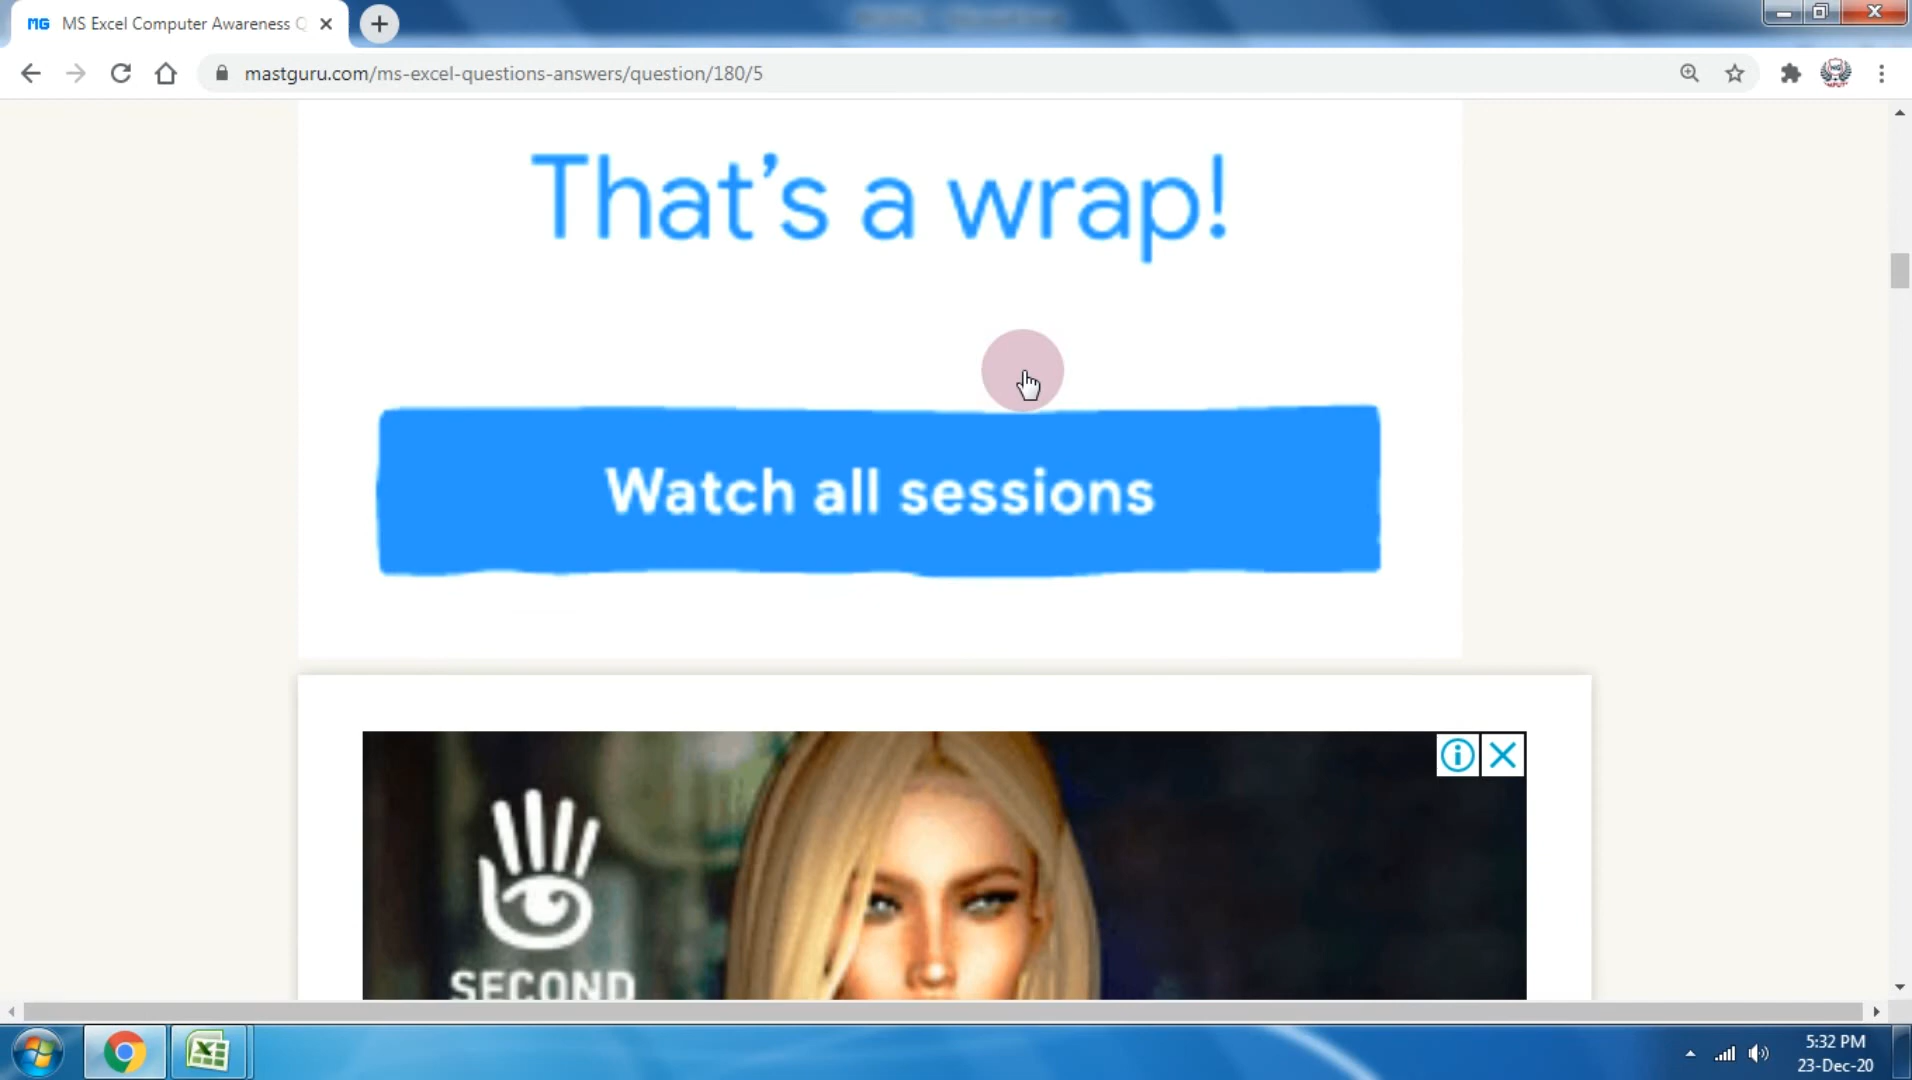 MG MS Excel Computer Awareness Q
mastguru.com/ms-excel-questions-answers/question/180/5
That's a wrap!
Watch all sessions
SECOND
5:32 PM
23-Dec-20